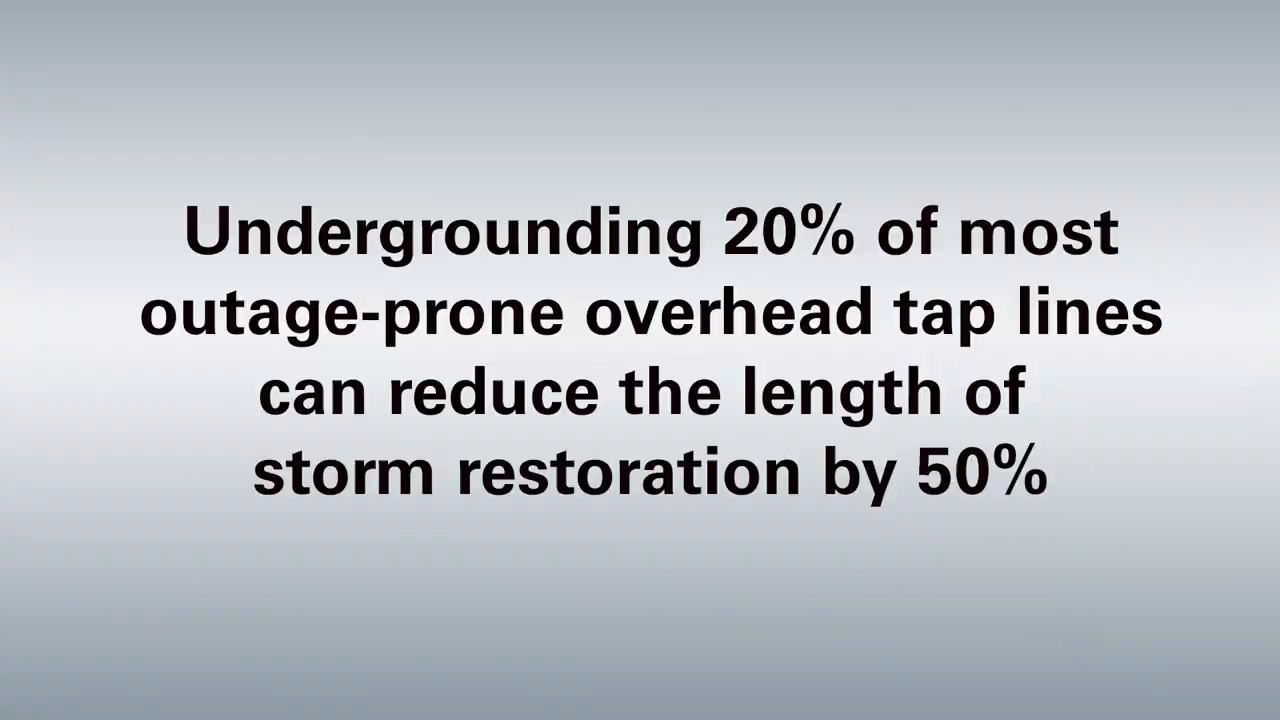 Undergrounding 20% of most
outage-prone overhead tap lines
can reduce the length of
storm restoration by 50%